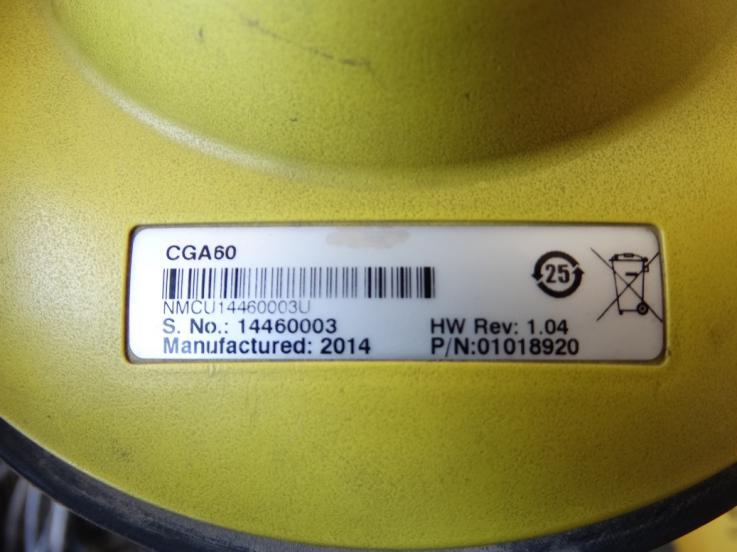 CGA60
25
NMCU14460003U
S. No.: 14460003
HW Rev: 1.04
Manufactured: 2014
P/N:01018920